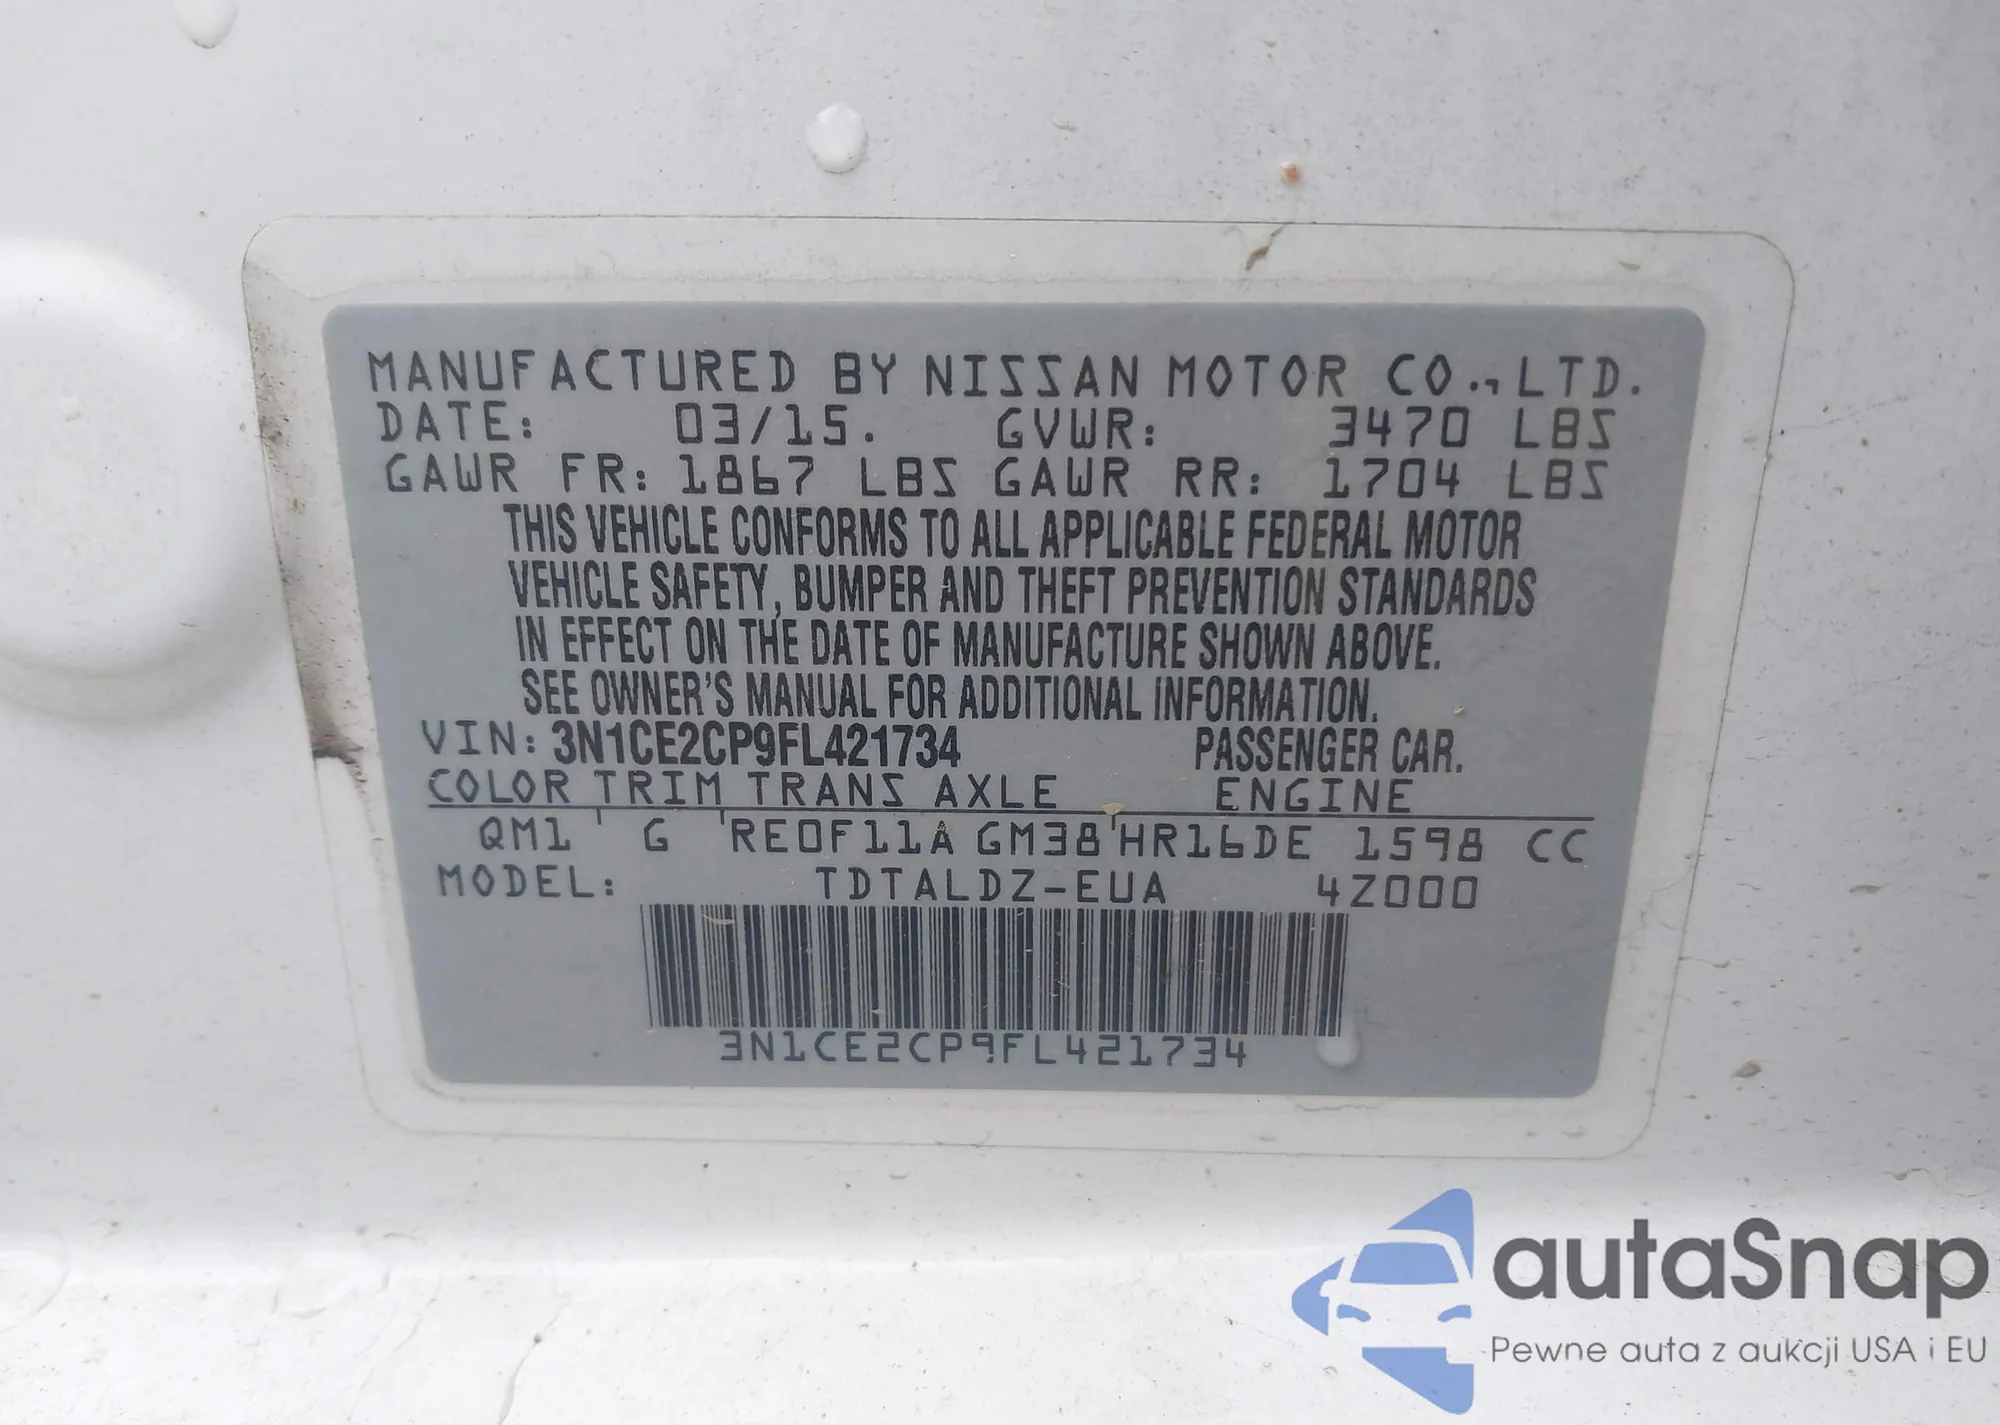 MANUFACTURED BY NISSAN MOTOR CO., LTD.
DATE: 03/15. GVWR: 3470 LBS
GAWR FR: 1867 LBS GAWR RR: 1704 LBS
THIS VEHICLE CONFORMS TO ALL APPLICABLE FEDERAL MOTOR
VEHICLE SAFETY, BUMPER AND THEFT PREVENTION STANDARDS
IN EFFECT ON THE DATE OF MANUFACTURE SHOWN ABOVE.
SEE OWNER'S MANUAL FOR ADDITIONAL INFORMATION.
VIN: 3N1CE2CP9FL421734 PASSENGER CAR.
COLOR TRIM TRANS AXLE ENGINE
QM1 G RE0F11A GM38 HR16DE 1598 CC
MODEL: TDTALDZ-EUA 4Z000
3N1CE2CP9FL421734
autaSnap
Pewne auta z aukcji USA i EU